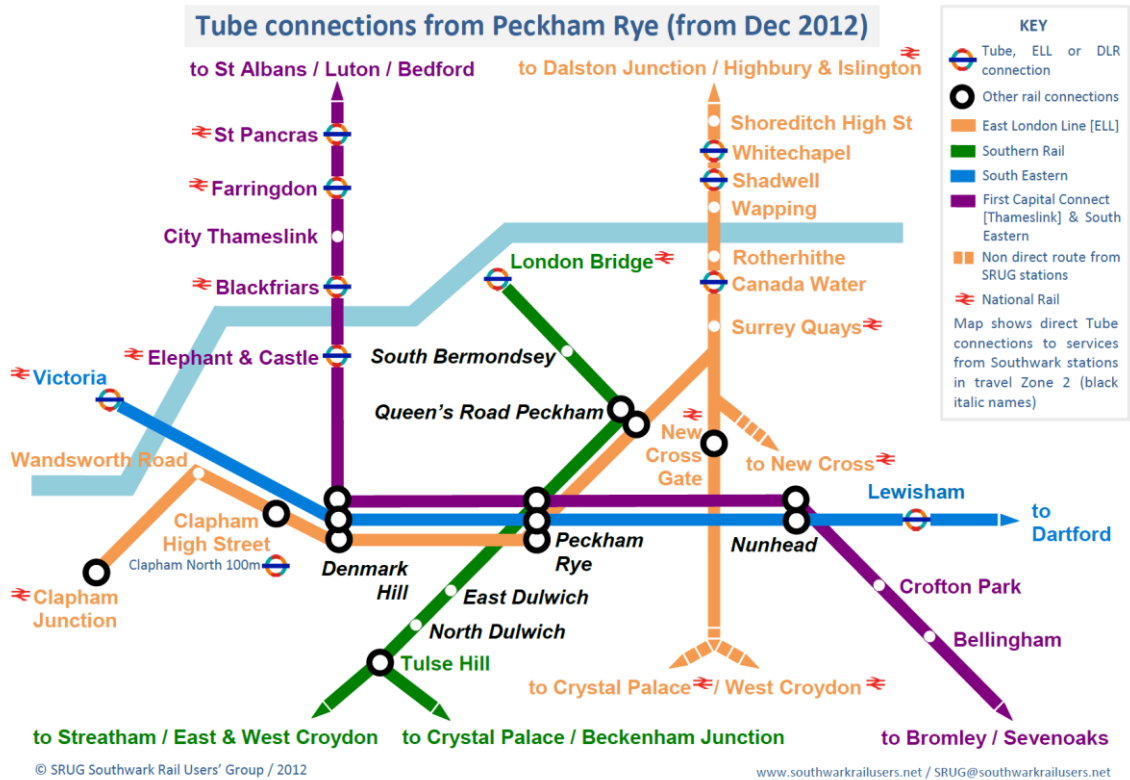 Tube connections from Peckham Rye (from Dec 2012)
KEY
Tube, ELL or DLR
connection
Other rail connections
East London Line [ELL]
Southern Rail
South Eastern
First Capital Connect
[Thameslink] & South
Eastern
Non direct route from
SRUG stations
National Rail
Map shows direct Tube
connections to services
from Southwark stations
in travel Zone 2 (black
italic names)
to St Albans / Luton / Bedford
to Dalston Junction / Highbury & Islington
St Pancras
Farringdon
City Thameslink
Blackfriars
Elephant & Castle
Shoreditch High St
Whitechapel
Shadwell
Wapping
Rotherhithe
Canada Water
Surrey Quays
London Bridge
South Bermondsey
Queen's Road Peckham
Victoria
Wandsworth Road
Clapham
High Street
Clapham North 100m
Clapham
Junction
Denmark
Hill
Peckham
Rye
New
Cross
Gate
to New Cross
Nunhead
Lewisham
to
Dartford
Crofton Park
Bellingham
East Dulwich
North Dulwich
Tulse Hill
to Crystal Palace / West Croydon
to Streatham / East & West Croydon
to Crystal Palace / Beckenham Junction
to Bromley / Sevenoaks
© SRUG Southwark Rail Users' Group / 2012
www.southwarkrailusers.net / SRUG@southwarkrailusers.net